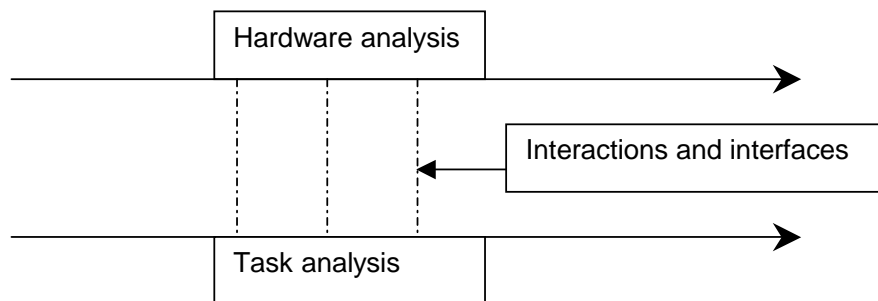 Hardware analysis
Interactions and interfaces
Task analysis